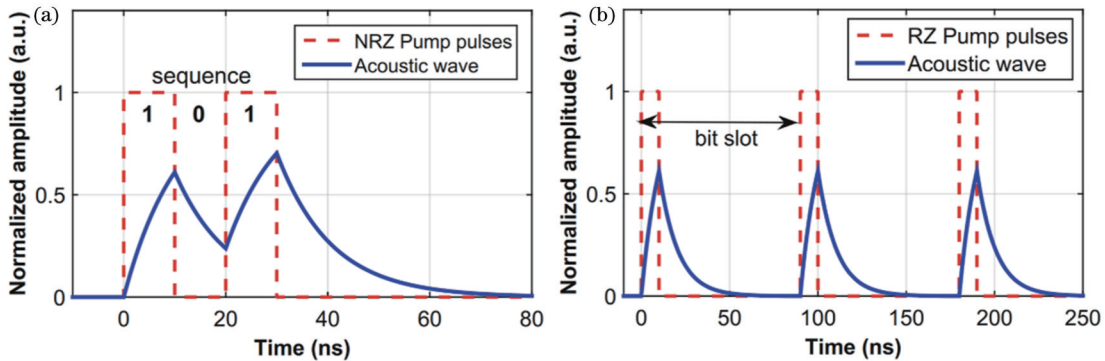 (a)
NRZ Pump pulses
Acoustic wave
sequence
1 0 1
1
0.5
0
0 20 40 60 80
Time (ns)
Normalized amplitude (a.u.)
(b)
RZ Pump pulses
Acoustic wave
bit slot
1
0.5
0
0 50 100 150 200 250
Time (ns)
Normalized amplitude (a.u.)